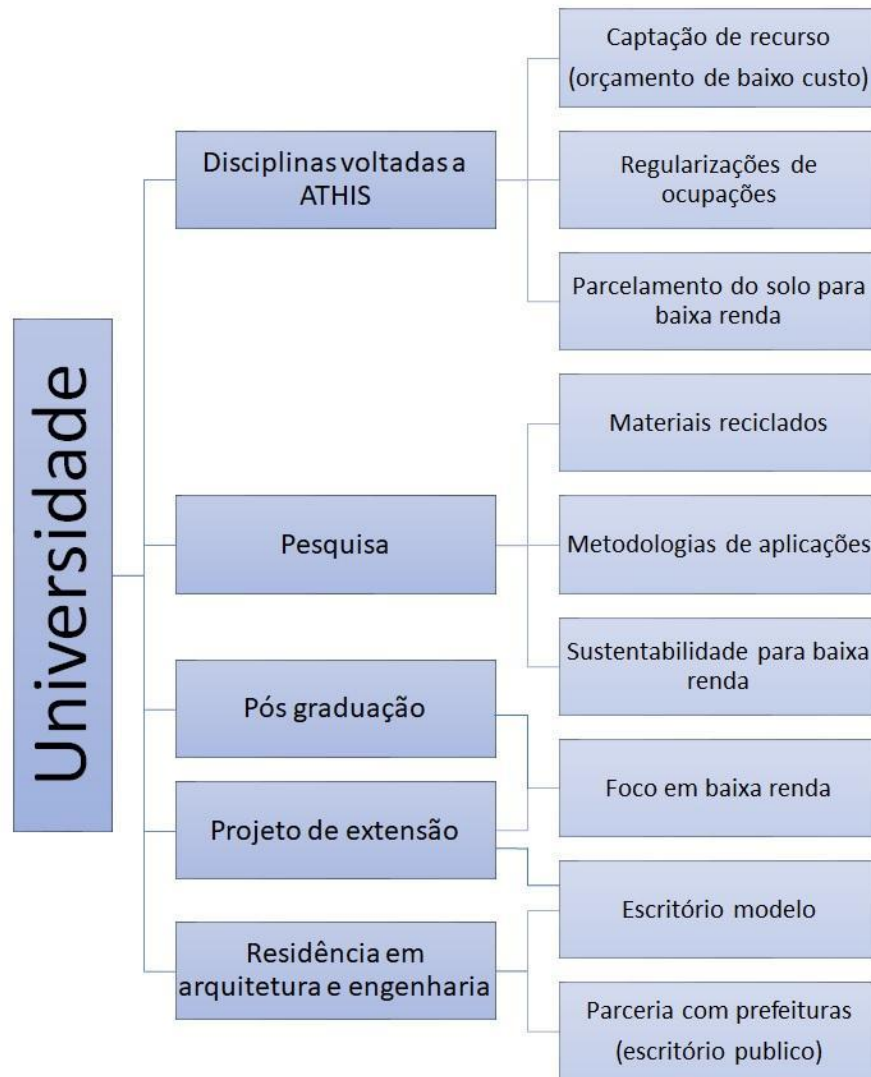 Universidade
Disciplinas voltadas a
ATHIS
Captação de recurso
(orçamento de baixo custo)
Regularizações de
ocupações
Parcelamento do solo para
baixa renda
Pesquisa
Materiais reciclados
Metodologias de aplicações
Sustentabilidade para baixa
renda
Pós graduação
Projeto de extensão
Foco em baixa renda
Escritório modelo
Residência em
arquitetura e engenharia
Parceria com prefeituras
(escritório publico)